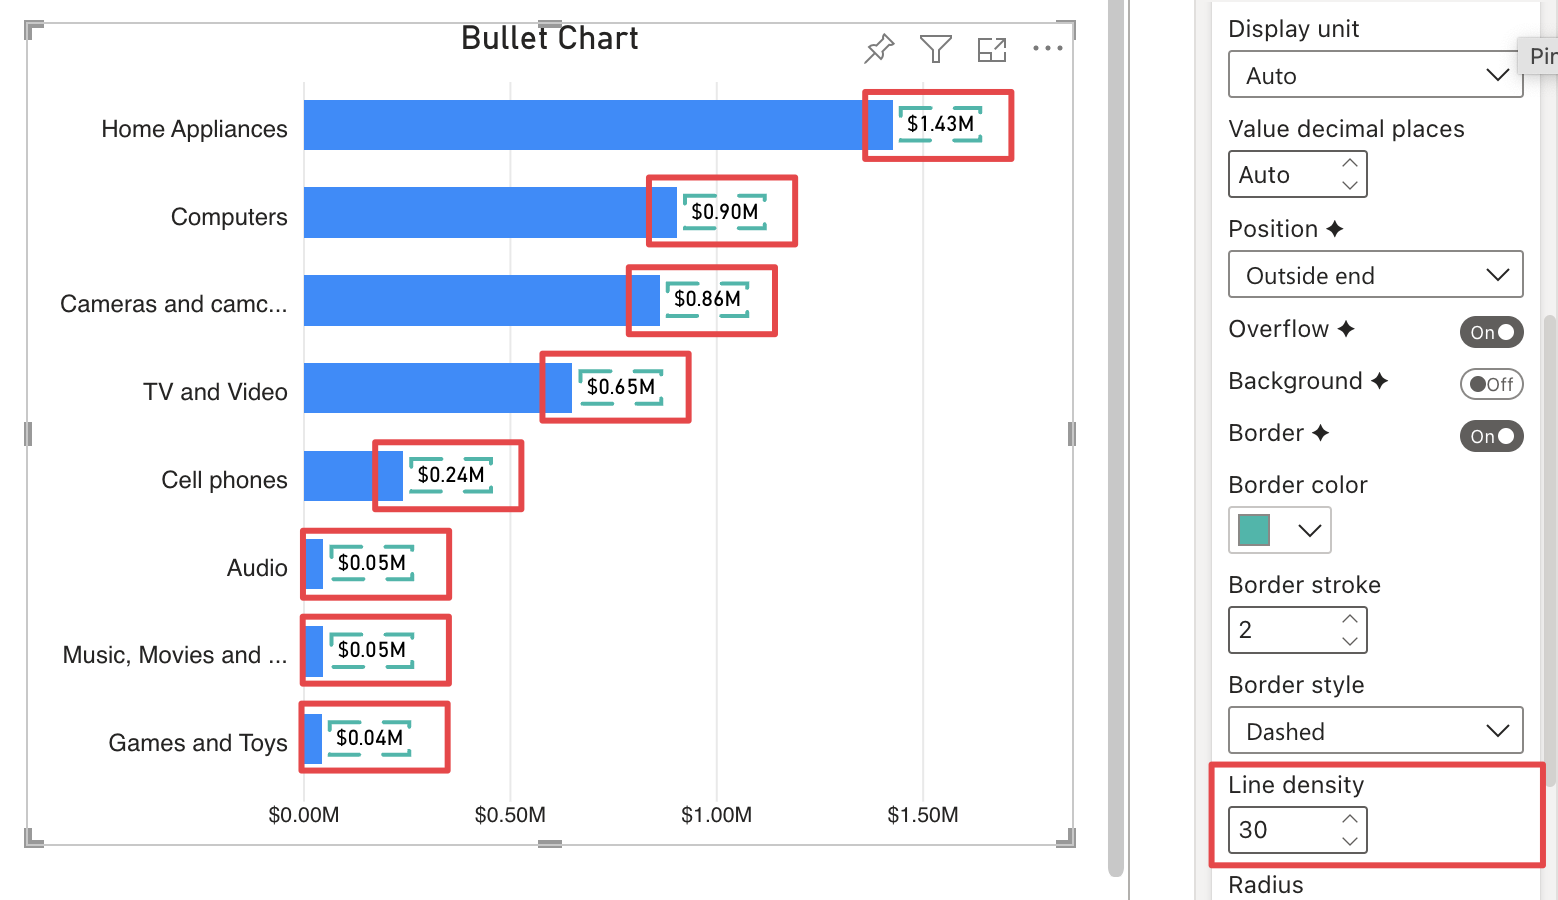 Bullet Chart
Home Appliances
$1.43M
Computers
$0.90M
Cameras and camc...
$0.86M
TV and Video
$0.65M
Cell phones
$0.24M
Audio
$0.05M
Music, Movies and ...
$0.05M
Games and Toys
$0.04M
$0.00M $0.50M $1.00M $1.50M
Display unit
Pin
Auto
Value decimal places
Auto
Position
Outside end
Overflow
On
Background
Off
Border
On
Border color
Border stroke
2
Border style
Dashed
Line density
30
Radius